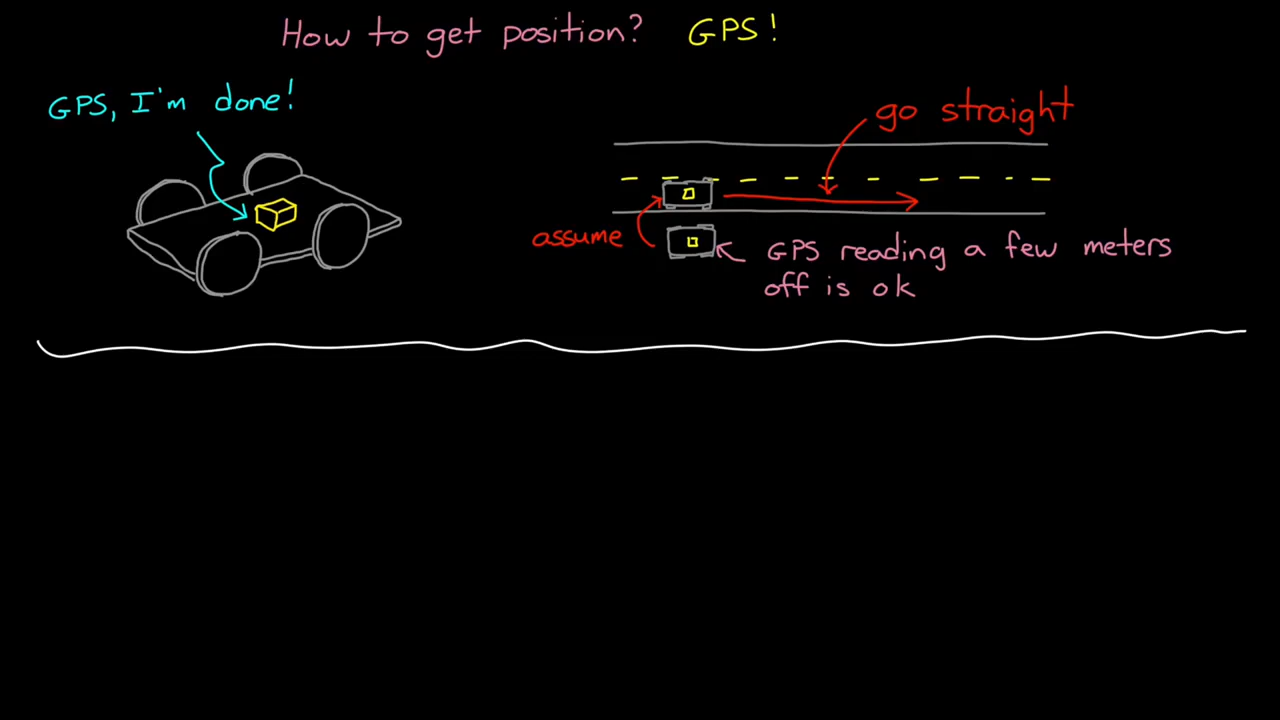 How to get position? GPS!
GPS, I'm done!
go straight
assume
GPS reading a few meters
off is ok